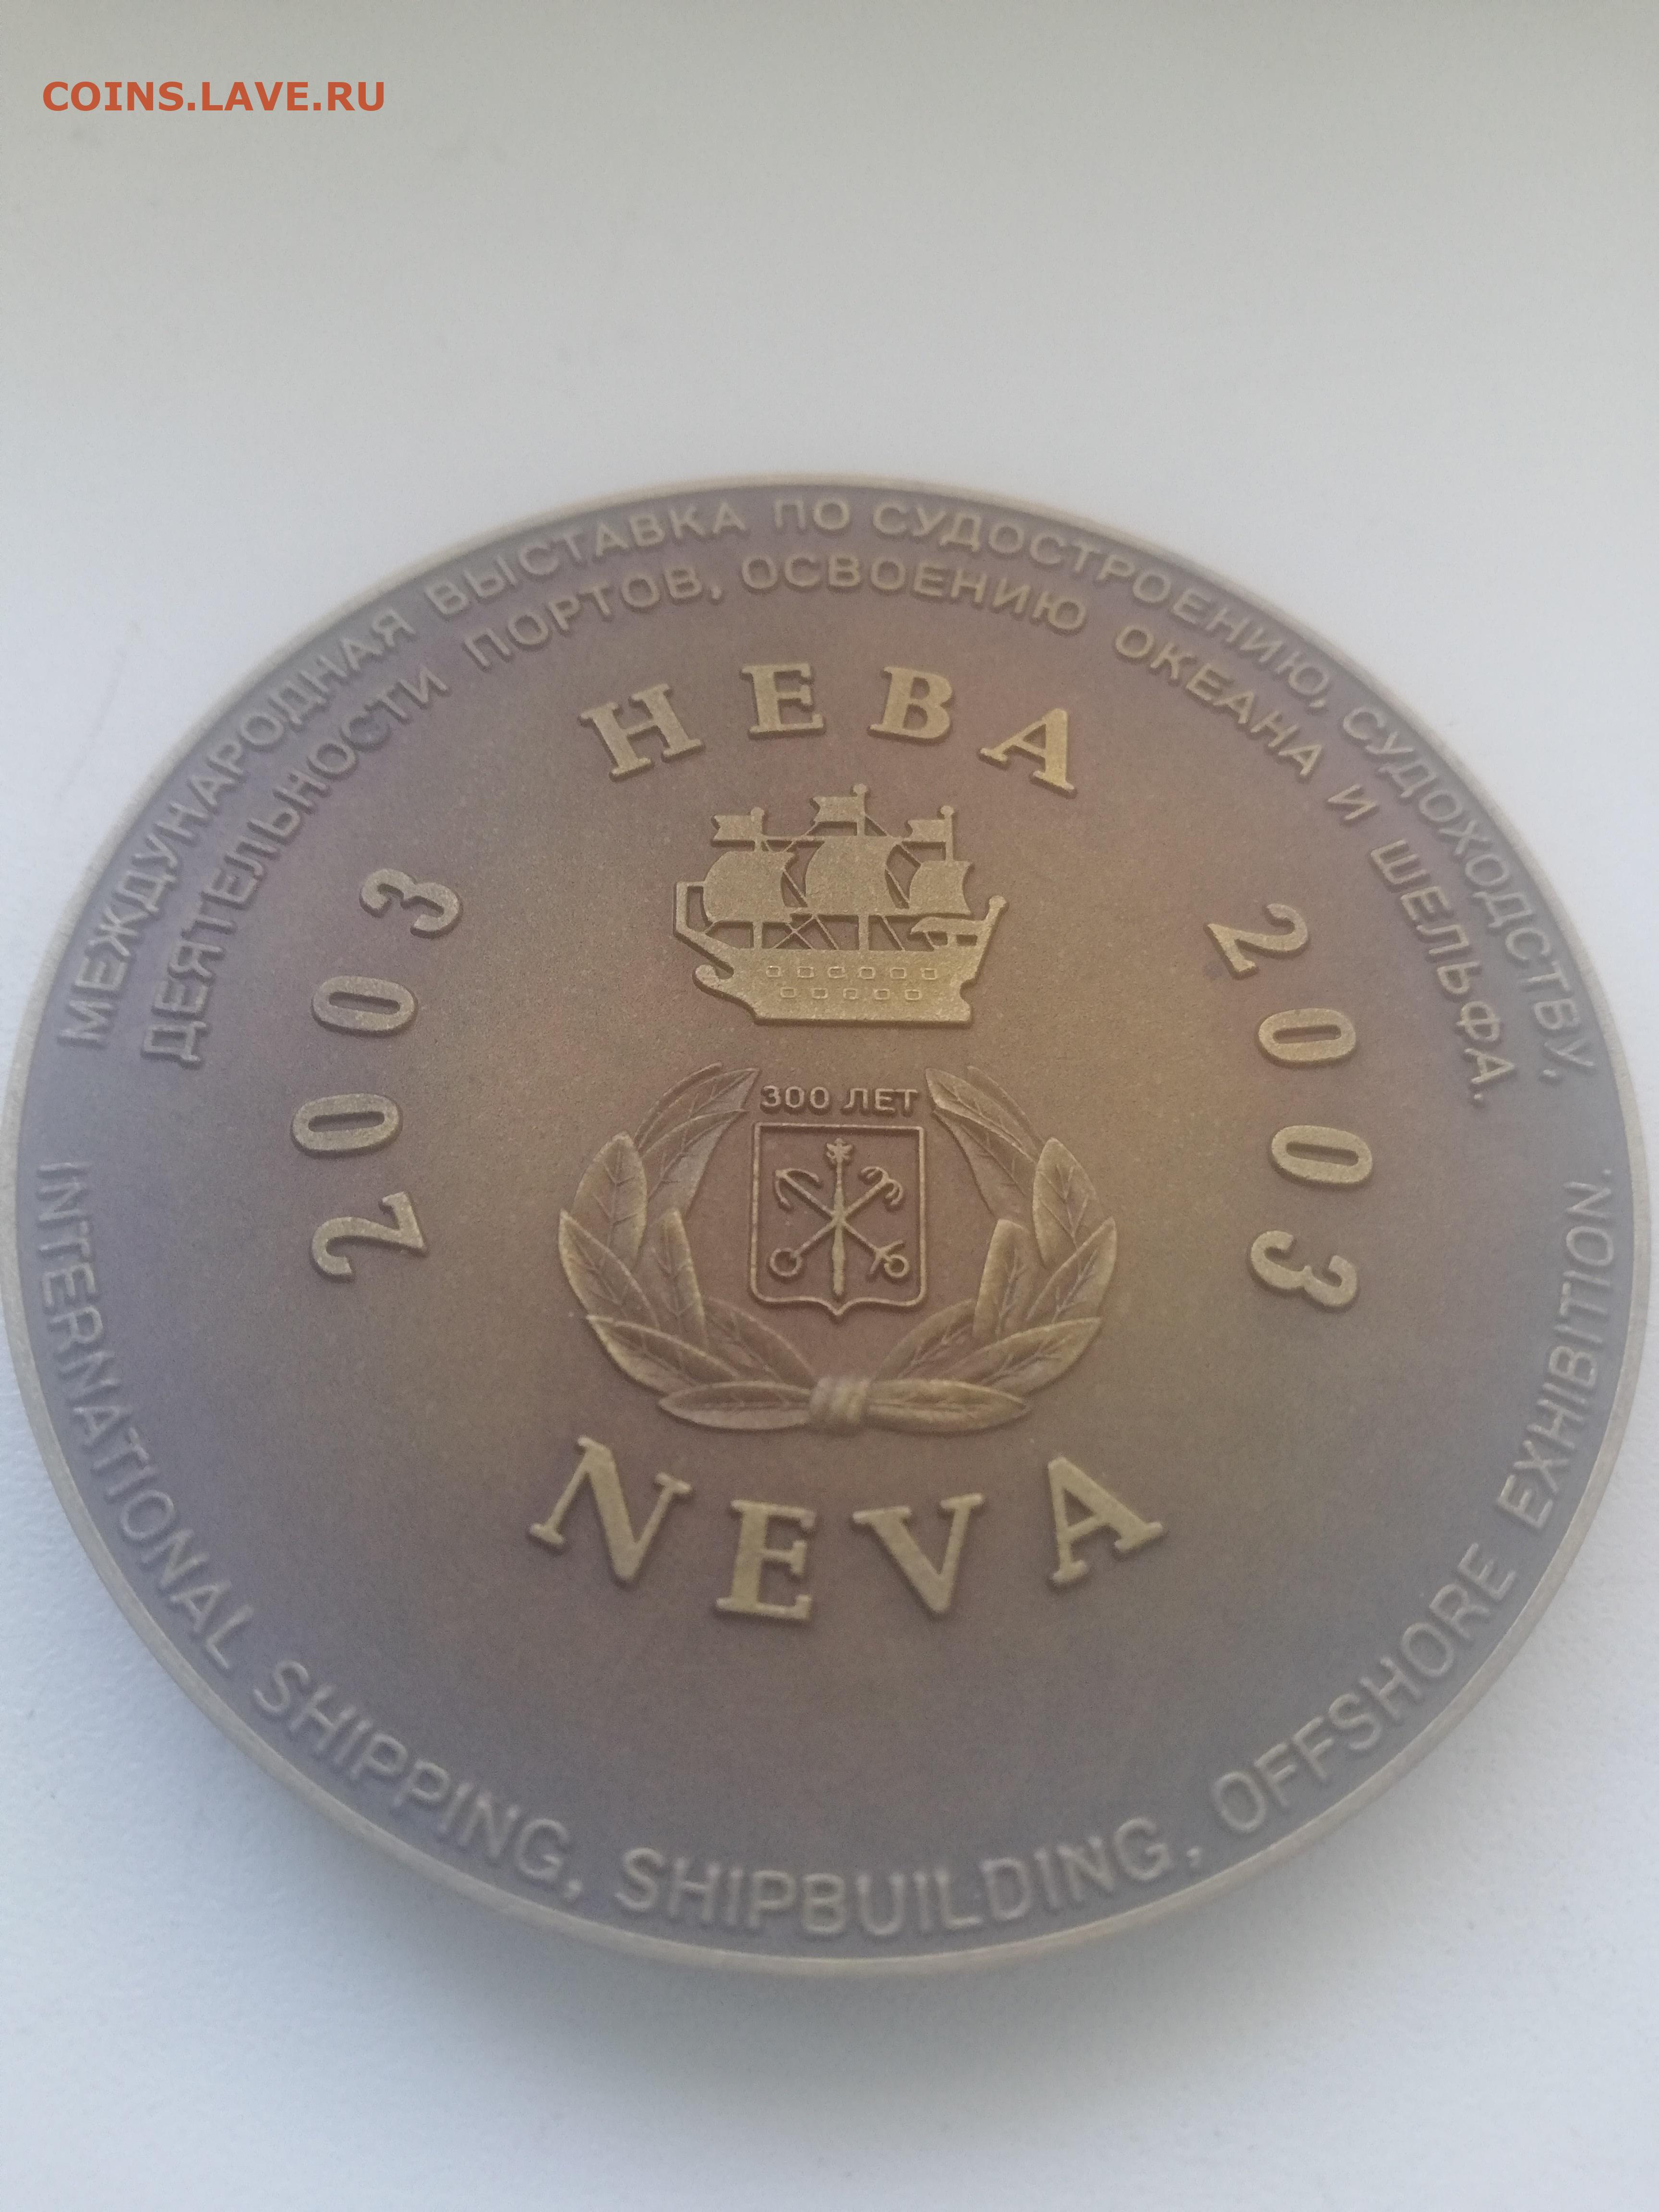 COINS.LAVE.RU
МЕЖДУНАРОДНАЯ ВЫСТАВКА ПО СУДОСТРОЕНИЮ, СУДОХОДСТВУ,
ДЕЯТЕЛЬНОСТИ ПОРТОВ, ОСВОЕНИЮ ОКЕАНА И ШЕЛЬФА.
НЕВА
2003
2003
300 ЛЕТ
NEVA
INTERNATIONAL SHIPPING, SHIPBUILDING, OFFSHORE EXHIBITION.